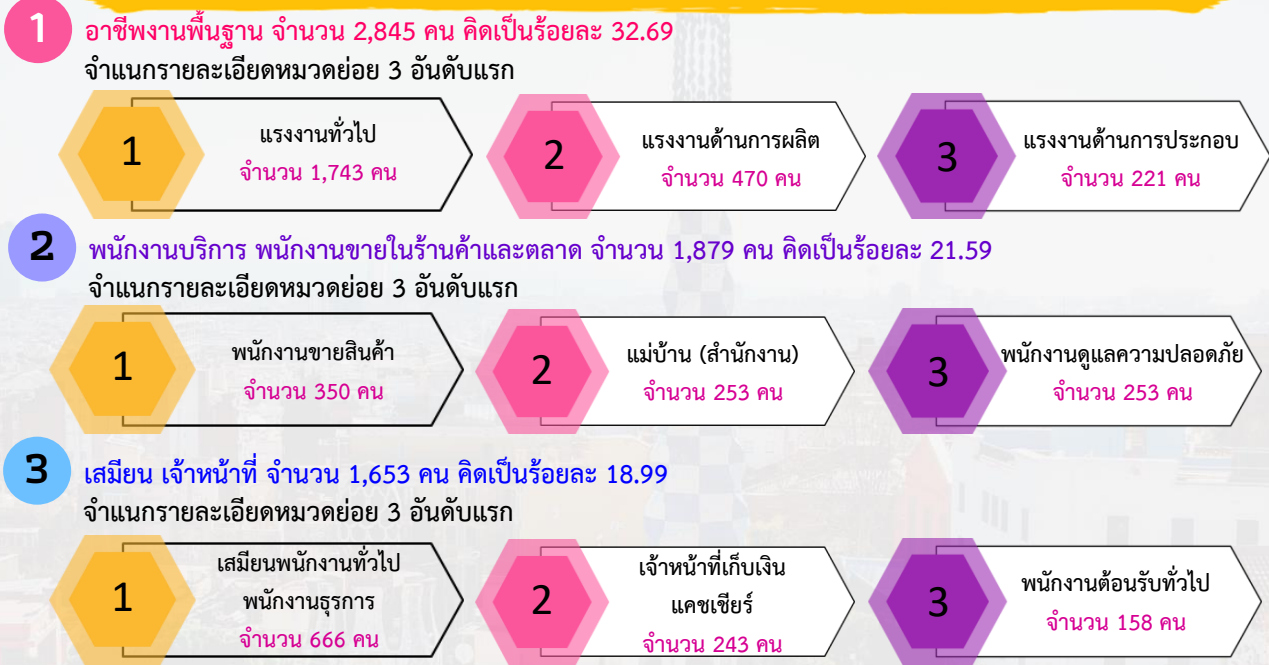 1
อาชีพงานพื้นฐาน จำนวน 2,845 คน คิดเป็นร้อยละ 32.69
จำแนกรายละเอียดหมวดย่อย 3 อันดับแรก
1
แรงงานทั่วไป
จำนวน 1,743 คน
2
แรงงานด้านการผลิต
จำนวน 470 คน
3
แรงงานด้านการประกอบ
จำนวน 221 คน
2
พนักงานบริการ พนักงานขายในร้านค้าและตลาด จำนวน 1,879 คน คิดเป็นร้อยละ 21.59
จำแนกรายละเอียดหมวดย่อย 3 อันดับแรก
1
พนักงานขายสินค้า
จำนวน 350 คน
2
แม่บ้าน (สำนักงาน)
จำนวน 253 คน
3
พนักงานดูแลความปลอดภัย
จำนวน 253 คน
3
เสมียน เจ้าหน้าที่ จำนวน 1,653 คน คิดเป็นร้อยละ 18.99
จำแนกรายละเอียดหมวดย่อย 3 อันดับแรก
1
เสมียนพนักงานทั่วไป
พนักงานธุรการ
จำนวน 666 คน
2
เจ้าหน้าที่เก็บเงิน
แคชเชียร์
จำนวน 243 คน
3
พนักงานต้อนรับทั่วไป
จำนวน 158 คน